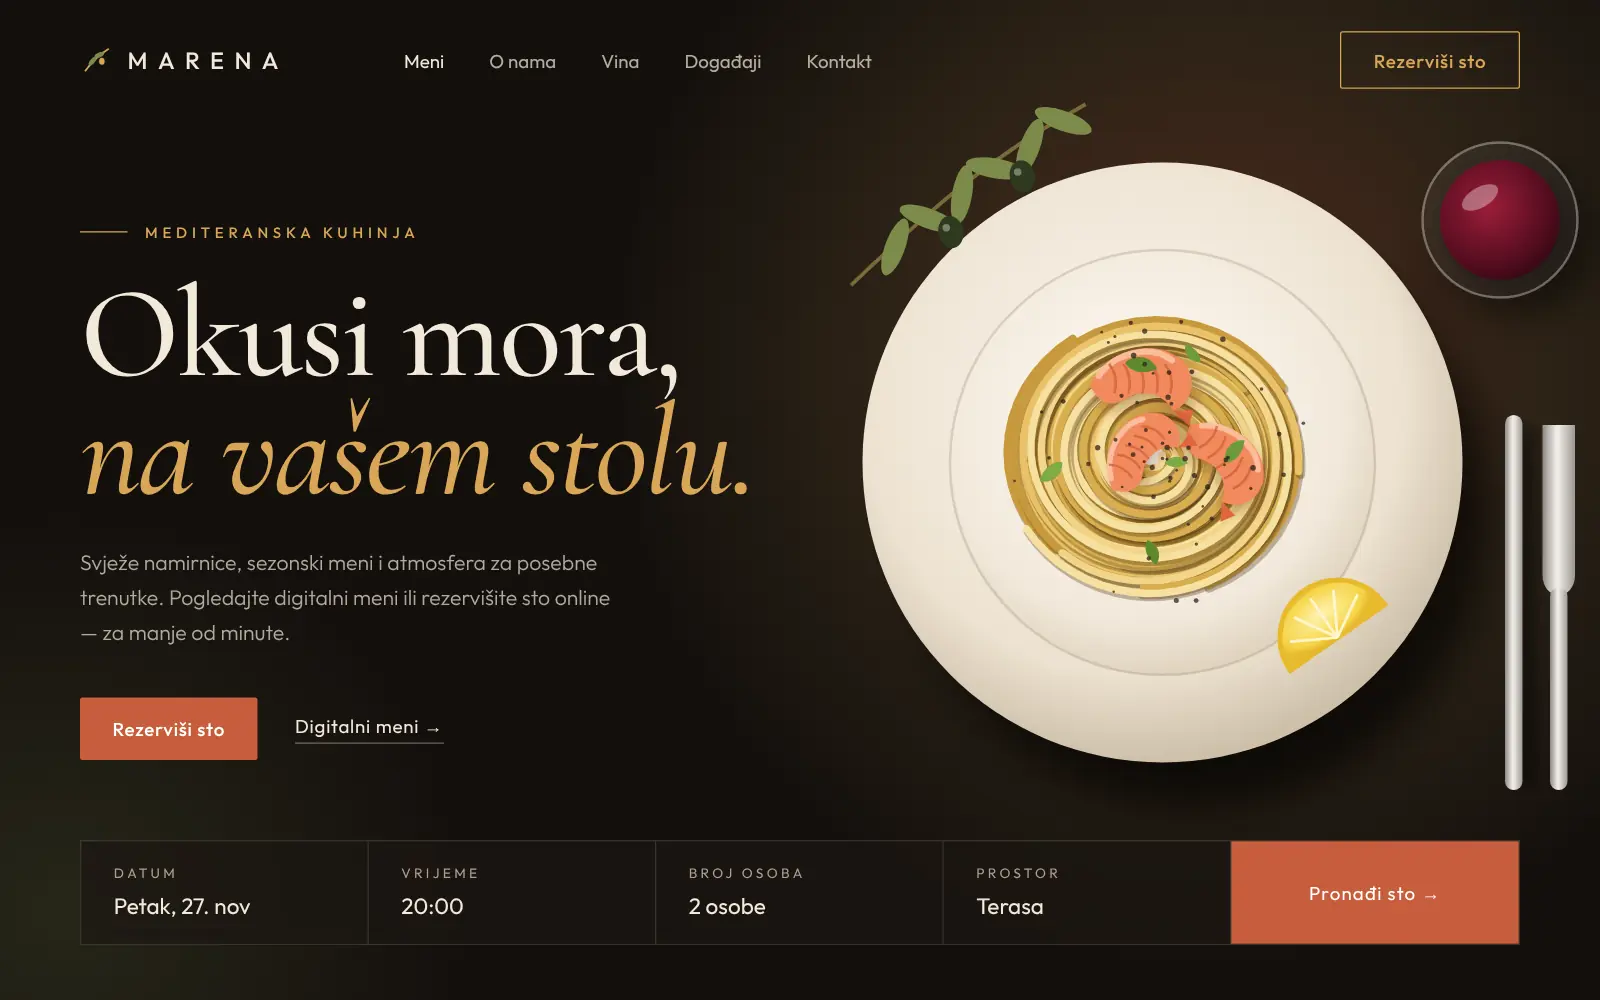 MARENA
Meni
O nama
Vina
Događaji
Kontakt
Rezerviši sto
MEDITERANSKA KUHINJA
Okusi mora,
na vašem stolu.
Svježe namirnice, sezonski meni i atmosfera za posebne
trenutke. Pogledajte digitalni meni ili rezervišite sto online
— za manje od minute.
Rezerviši sto
Digitalni meni →
DATUM
Petak, 27. nov
VRIJEME
20:00
BROJ OSOBA
2 osobe
PROSTOR
Terasa
Pronađi sto →